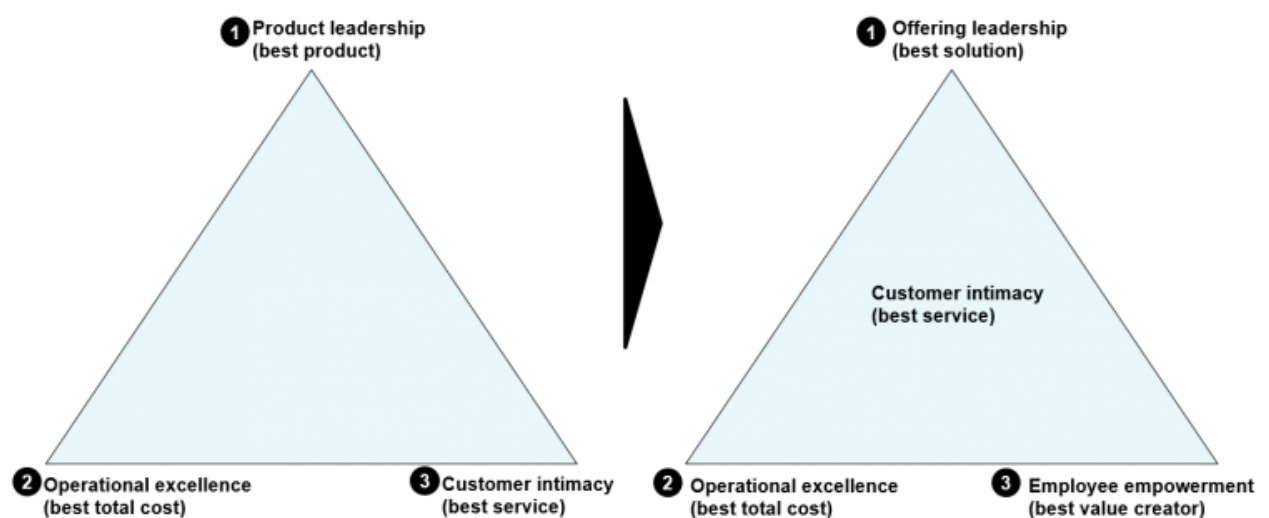 1 Product leadership
(best product)
2 Operational excellence
(best total cost)
3 Customer intimacy
(best service)
1 Offering leadership
(best solution)
Customer intimacy
(best service)
2 Operational excellence
(best total cost)
3 Employee empowerment
(best value creator)